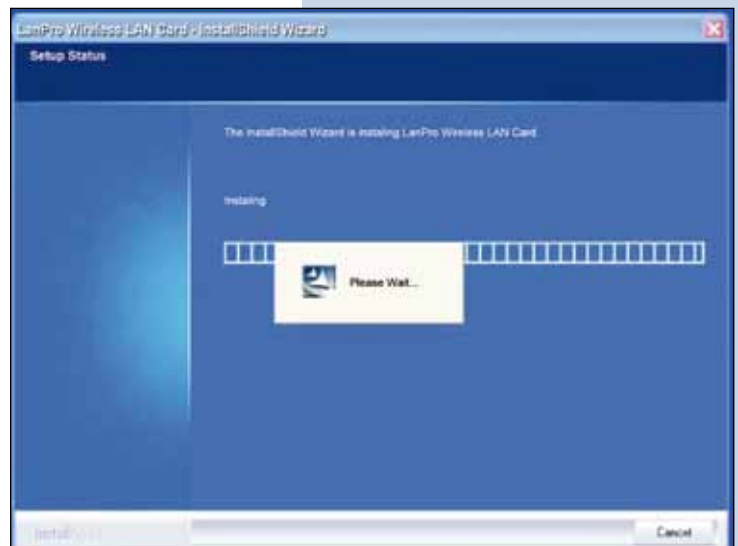 LanPro Wireless LAN Card - InstallShield Wizard
Setup Status
The InstallShield Wizard is installing LanPro Wireless LAN Card
Installing
Please Wait...
Install
Cancel